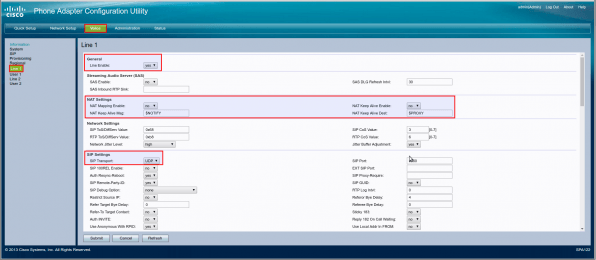 CISCO Phone Adapter Configuration Utility
Log Out About Help
Quick Setup Network Setup Voice Administration Status
Information
System
SIP
Provisioning
Regional
Line 1
User 1
Line 2
User 2
Line 1
General
Line Enable: yes
Streaming Audio Server (SAS)
SAS Enable: no SAS DLG Refresh Intvl: 30
SAS Inbound RTP Sink:
NAT Settings
NAT Mapping Enable: no NAT Keep Alive Enable: no
NAT Keep Alive Msg: $NOTIFY NAT Keep Alive Dest: $PROXY
Network Settings
SIP ToS/DiffServ Value: 0x68 SIP CoS Value: 3 [0-7]
RTP ToS/DiffServ Value: 0xb8 RTP CoS Value: 6 [0-7]
Network Jitter Level: high Jitter Buffer Adjustment: yes
SIP Settings
SIP Transport: UDP SIP Port:
SIP 100REL Enable: no EXT SIP Port:
Auth Resync-Reboot: yes SIP Proxy-Require:
SIP Remote-Party-ID: yes SIP GUID: no
SIP Debug Option: none RTP Log Intvl: 0
Restrict Source IP: no Referor Bye Delay: 4
Refer Target Bye Delay: 0 Referee Bye Delay: 0
Refer-To Target Contact: no Sticky 183: no
Auth INVITE: no Reply 182 On Call Waiting: no
Use Anonymous With RPID: yes Use Local Addr In FROM: no
Submit Cancel Refresh
© 2013 Cisco Systems, Inc. All Rights Reserved. SPA122